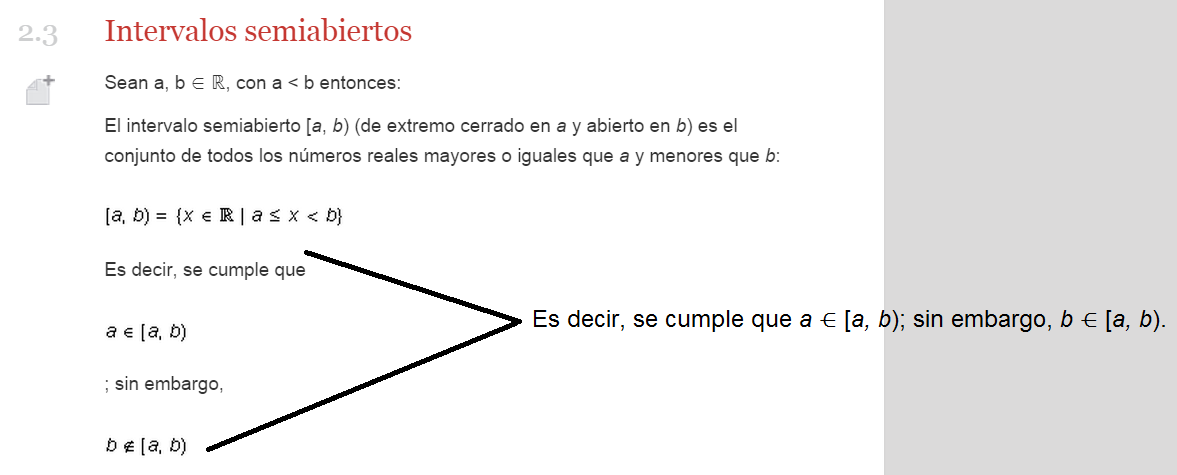 2.3 Intervalos semiabiertos
Sean a, b ∈ ℝ, con a < b entonces:
El intervalo semiabierto [a, b) (de extremo cerrado en a y abierto en b) es el
conjunto de todos los números reales mayores o iguales que a y menores que b:
[a, b) = {x ∈ ℝ | a ≤ x < b}
Es decir, se cumple que
a ∈ [a, b)
; sin embargo,
b ∉ [a, b)
Es decir, se cumple que a ∈ [a, b); sin embargo, b ∈ [a, b).